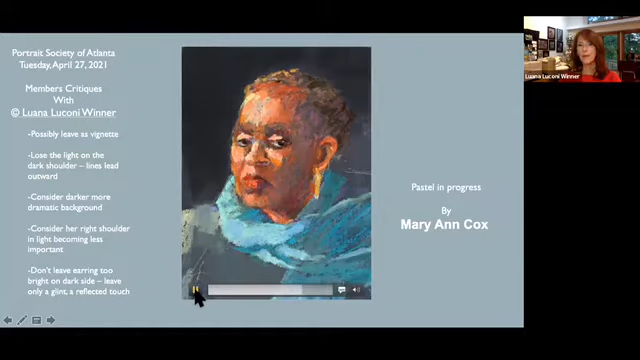 Portrait Society of Atlanta
Tuesday, April 27, 2021
Members Critiques
With
© Luana Luconi Winner
-Possibly leave as vignette
-Lose the light on the
dark shoulder – lines lead
outward
-Consider darker more
dramatic background
-Consider her right shoulder
in light becoming less
important
-Don't leave earring too
bright on dark side – leave
only a glint, a reflected touch
Pastel in progress
By
Mary Ann Cox
Luana Luconi Winner